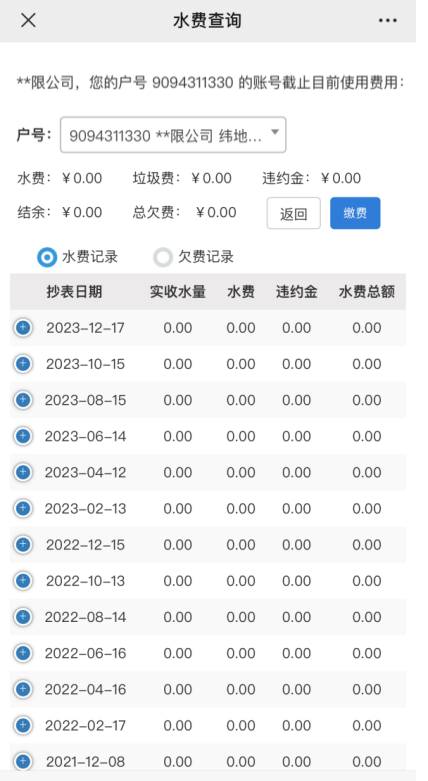 水费查询
**限公司，您的户号 9094311330 的账号截止目前使用费用：
户号： 9094311330 **限公司 纬地...
水费：￥0.00 垃圾费：￥0.00 违约金：￥0.00
结余：￥0.00 总欠费：￥0.00 返回 缴费
水费记录 欠费记录
抄表日期 实收水量 水费 违约金 水费总额
2023-12-17 0.00 0.00 0.00 0.00
2023-10-15 0.00 0.00 0.00 0.00
2023-08-15 0.00 0.00 0.00 0.00
2023-06-14 0.00 0.00 0.00 0.00
2023-04-12 0.00 0.00 0.00 0.00
2023-02-13 0.00 0.00 0.00 0.00
2022-12-15 0.00 0.00 0.00 0.00
2022-10-13 0.00 0.00 0.00 0.00
2022-08-14 0.00 0.00 0.00 0.00
2022-06-16 0.00 0.00 0.00 0.00
2022-04-16 0.00 0.00 0.00 0.00
2022-02-17 0.00 0.00 0.00 0.00
2021-12-08 0.00 0.00 0.00 0.00